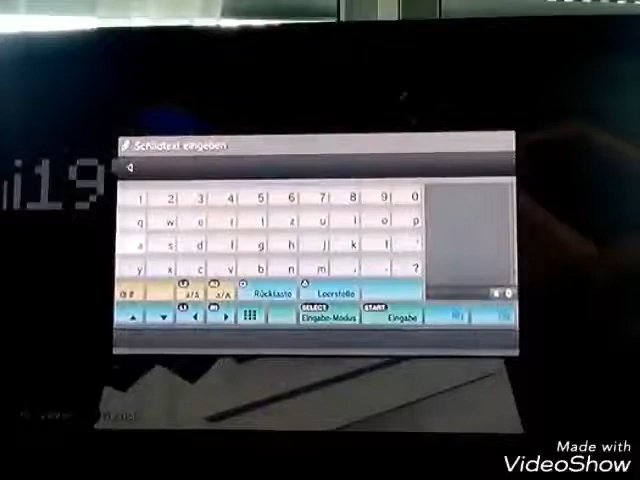 Schildtext eingeben
i19
1 2 3 4 5 6 7 8 9 0
q w e r t z u i o p
a s d f g h j k l '
y x c v b n m , . ?
@# a/A à/Á Rücktaste Leerstelle
SELECT START
Eingabe-Modus Eingabe
Made with
VideoShow